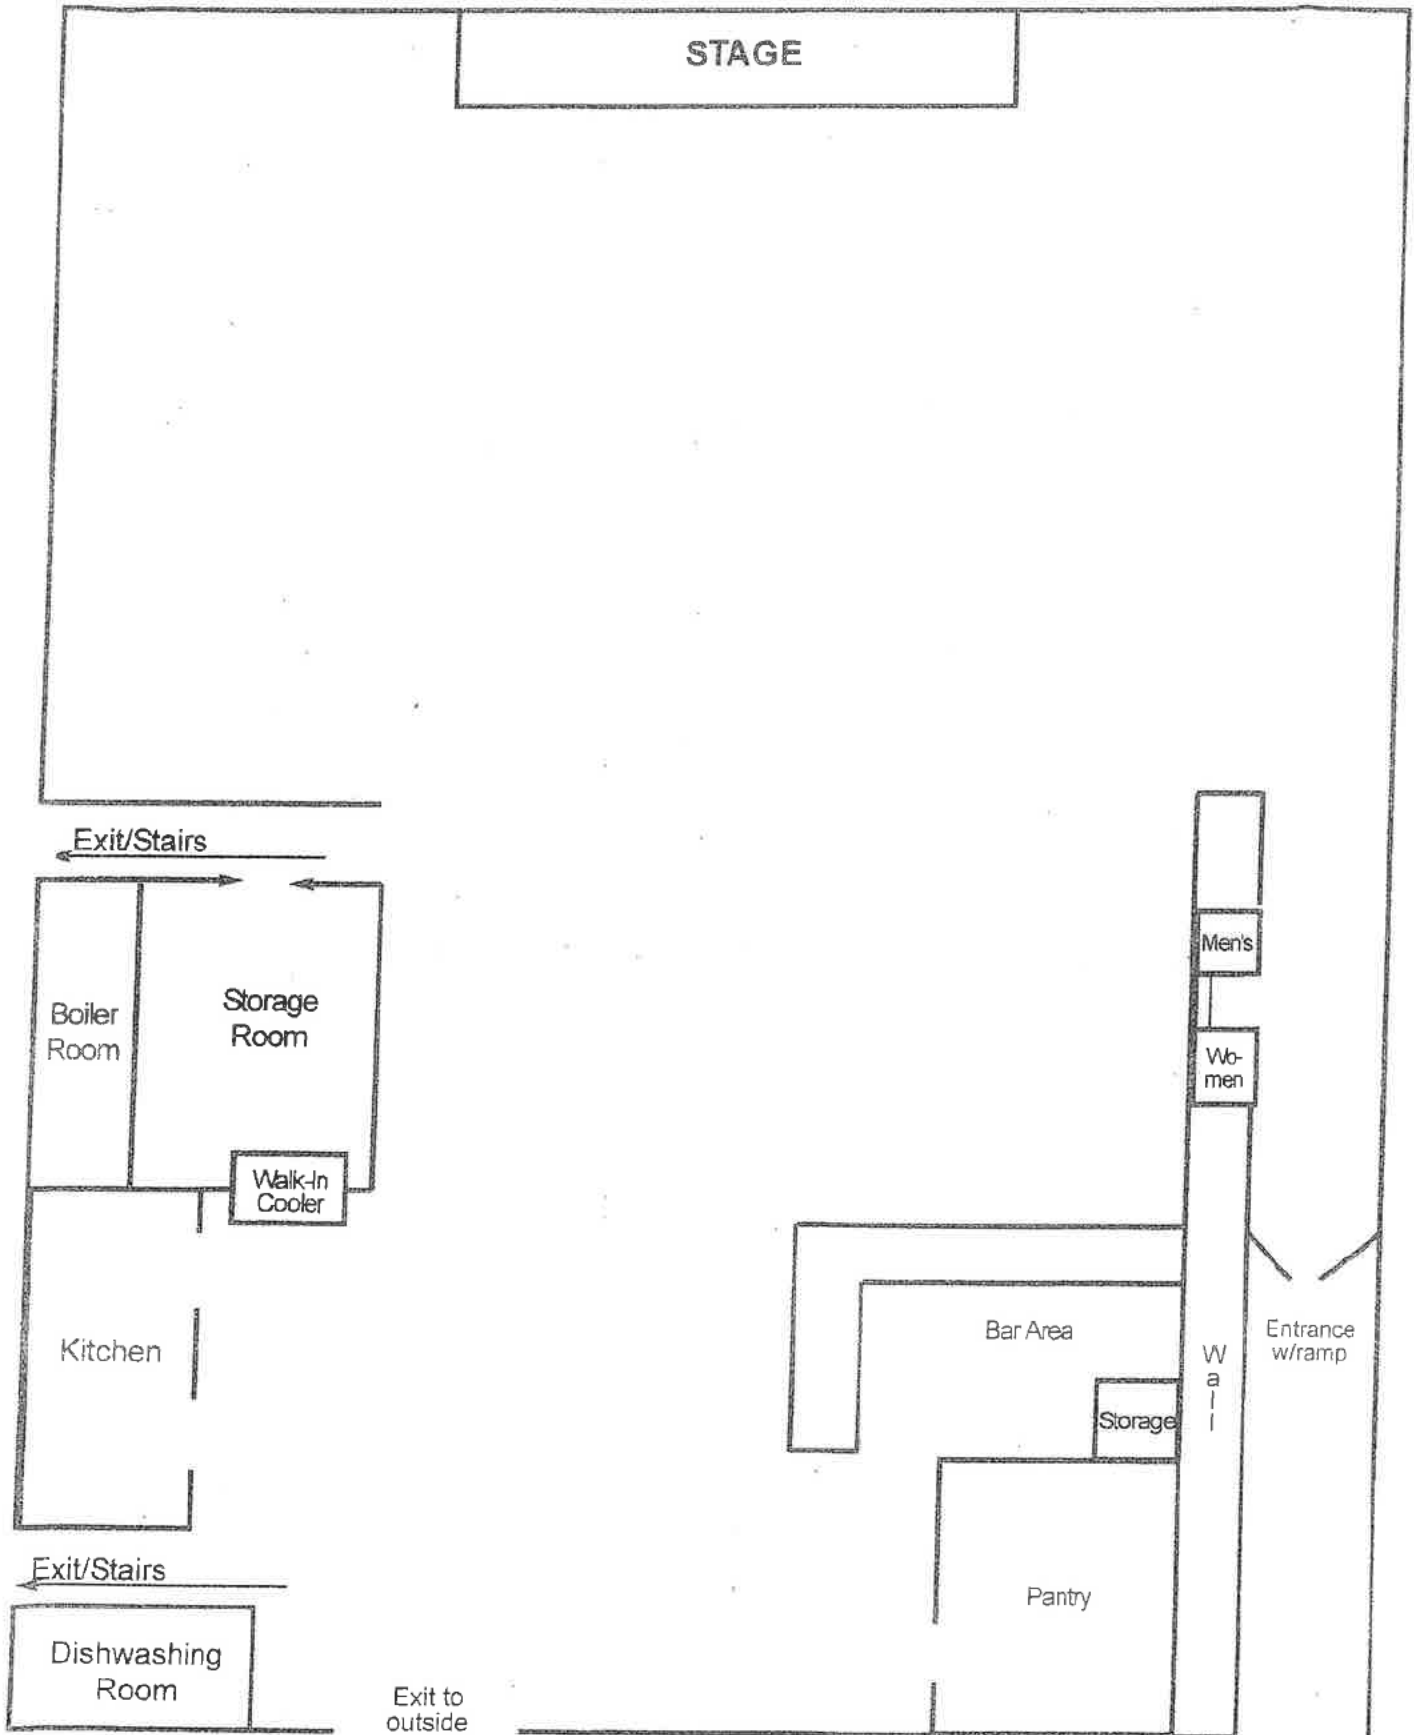 STAGE
Exit/Stairs
Boiler
Room
Storage
Room
Walk-In
Cooler
Kitchen
Exit/Stairs
Dishwashing
Room
Exit to
outside
Men's
Wo-
men
Bar Area
Storage
Pantry
W
a
l
l
Entrance
w/ramp